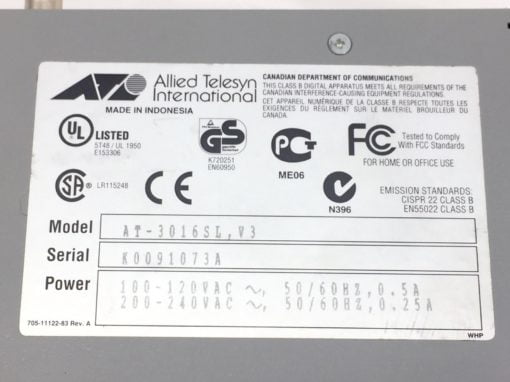 Allied Telesyn
International
MADE IN INDONESIA
CANADIAN DEPARTMENT OF COMMUNICATIONS
THIS CLASS B DIGITAL APPARATUS MEETS ALL REQUIREMENTS OF THE
CANADIAN INTERFERENCE-CAUSING EQUIPMENT REGULATIONS.
CET APPAREIL NUMÉRIQUE DE LA CLASSE B RESPECTE TOUTES LES
EXIGENCES DU RÈGLEMENT SUR LE MATERIEL BROUILLEUR DU
CANADA.
UL
LISTED
5T48 / UL 1950
E153306
GS
K720251
EN60950
PCT
ME06
FC
Tested to Comply
With FCC Standards
FOR HOME OR OFFICE USE
SA
LR115248
CE
N396
EMISSION STANDARDS:
CISPR 22 CLASS B
EN55022 CLASS B
Model AT-3016SL,V3
Serial K0091073A
Power 100-120VAC ~, 50/60HZ,0.5A
200-240VAC ~, 50/60HZ,0.25A
705-11122-83 Rev. A
WHP